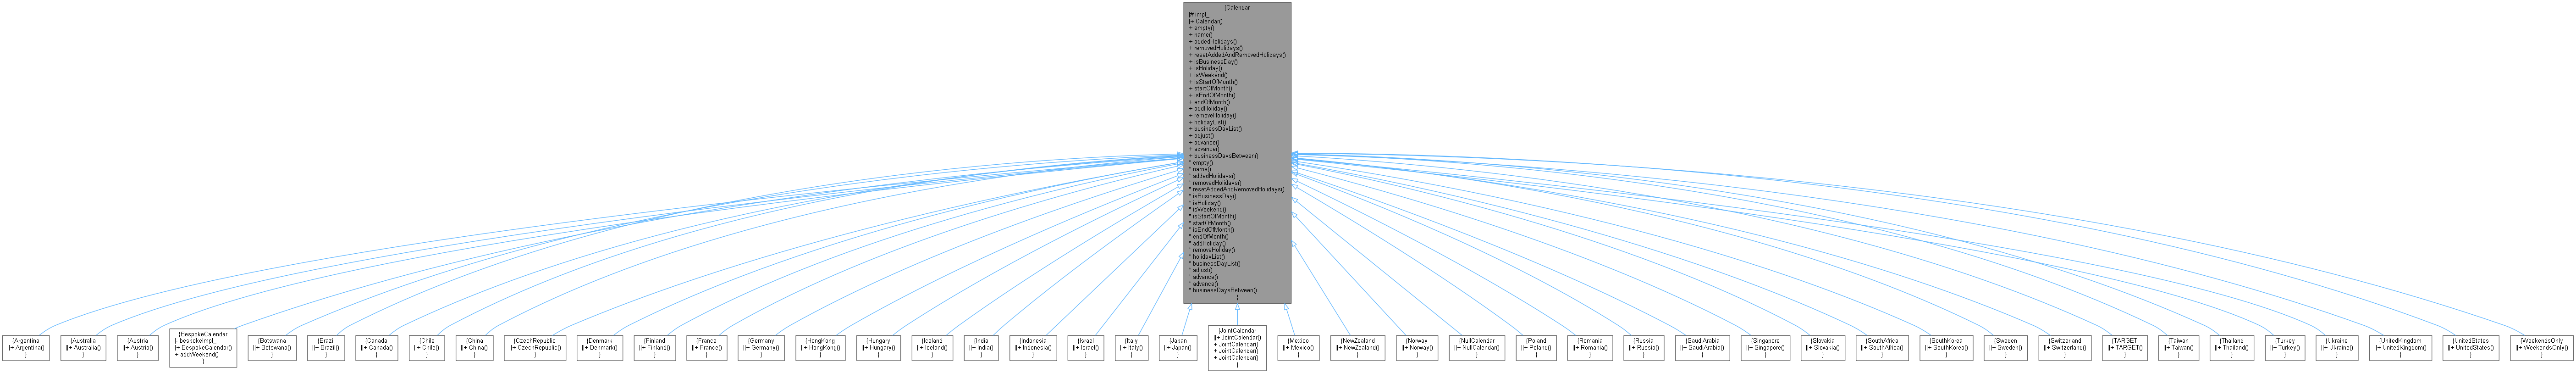 {Calendar
|# impl_
|+ Calendar()
+ empty()
+ name()
+ addedHolidays()
+ removedHolidays()
+ resetAddedAndRemovedHolidays()
+ isBusinessDay()
+ isHoliday()
+ isWeekend()
+ isStartOfMonth()
+ startOfMonth()
+ isEndOfMonth()
+ endOfMonth()
+ addHoliday()
+ removeHoliday()
+ holidayList()
+ businessDayList()
+ adjust()
+ advance()
+ advance()
+ businessDaysBetween()
* empty()
* name()
* addedHolidays()
* removedHolidays()
* resetAddedAndRemovedHolidays()
* isBusinessDay()
* isHoliday()
* isWeekend()
* isStartOfMonth()
* startOfMonth()
* isEndOfMonth()
* endOfMonth()
* addHoliday()
* removeHoliday()
* holidayList()
* businessDayList()
* adjust()
* advance()
* advance()
* businessDaysBetween()
}
{Argentina
||+ Argentina()
}
{Australia
||+ Australia()
}
{Austria
||+ Austria()
}
{BespokeCalendar
|- bespokeImpl_
|+ BespokeCalendar()
+ addWeekend()
}
{Botswana
||+ Botswana()
}
{Brazil
||+ Brazil()
}
{Canada
||+ Canada()
}
{Chile
||+ Chile()
}
{China
||+ China()
}
{CzechRepublic
||+ CzechRepublic()
}
{Denmark
||+ Denmark()
}
{Finland
||+ Finland()
}
{France
||+ France()
}
{Germany
||+ Germany()
}
{HongKong
||+ HongKong()
}
{Hungary
||+ Hungary()
}
{Iceland
||+ Iceland()
}
{India
||+ India()
}
{Indonesia
||+ Indonesia()
}
{Israel
||+ Israel()
}
{Italy
||+ Italy()
}
{Japan
||+ Japan()
}
{JointCalendar
||+ JointCalendar()
+ JointCalendar()
+ JointCalendar()
+ JointCalendar()
}
{Mexico
||+ Mexico()
}
{NewZealand
||+ NewZealand()
}
{Norway
||+ Norway()
}
{NullCalendar
||+ NullCalendar()
}
{Poland
||+ Poland()
}
{Romania
||+ Romania()
}
{Russia
||+ Russia()
}
{SaudiArabia
||+ SaudiArabia()
}
{Singapore
||+ Singapore()
}
{Slovakia
||+ Slovakia()
}
{SouthAfrica
||+ SouthAfrica()
}
{SouthKorea
||+ SouthKorea()
}
{Sweden
||+ Sweden()
}
{Switzerland
||+ Switzerland()
}
{TARGET
||+ TARGET()
}
{Taiwan
||+ Taiwan()
}
{Thailand
||+ Thailand()
}
{Turkey
||+ Turkey()
}
{Ukraine
||+ Ukraine()
}
{UnitedKingdom
||+ UnitedKingdom()
}
{UnitedStates
||+ UnitedStates()
}
{WeekendsOnly
||+ WeekendsOnly()
}